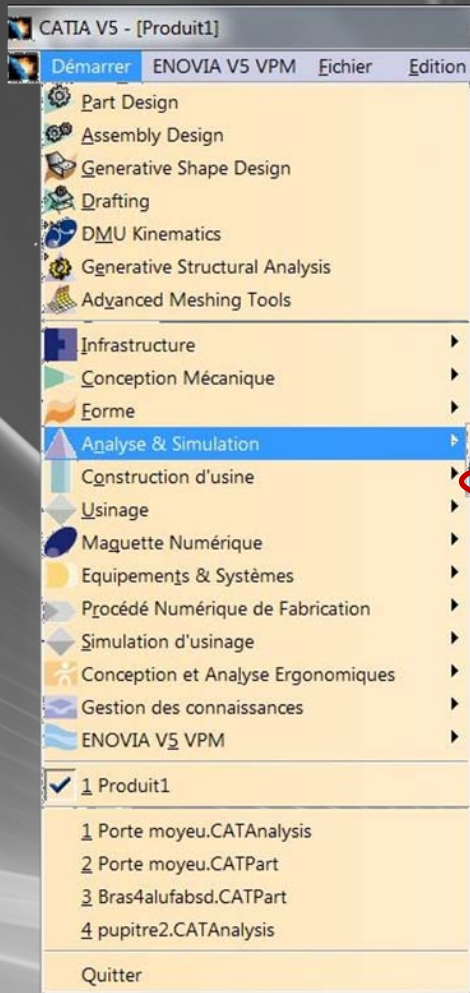 CATIA V5 - [Produit1]
Démarrer ENOVIA V5 VPM Fichier Edition
Part Design
Assembly Design
Generative Shape Design
Drafting
DMU Kinematics
Generative Structural Analysis
Advanced Meshing Tools
Infrastructure
Conception Mécanique
Forme
Analyse & Simulation
Construction d'usine
Usinage
Maquette Numérique
Equipements & Systèmes
Procédé Numérique de Fabrication
Simulation d'usinage
Conception et Analyse Ergonomiques
Gestion des connaissances
ENOVIA V5 VPM
1 Produit1
1 Porte moyeu.CATAnalysis
2 Porte moyeu.CATPart
3 Bras4alufabsd.CATPart
4 pupitre2.CATAnalysis
Quitter